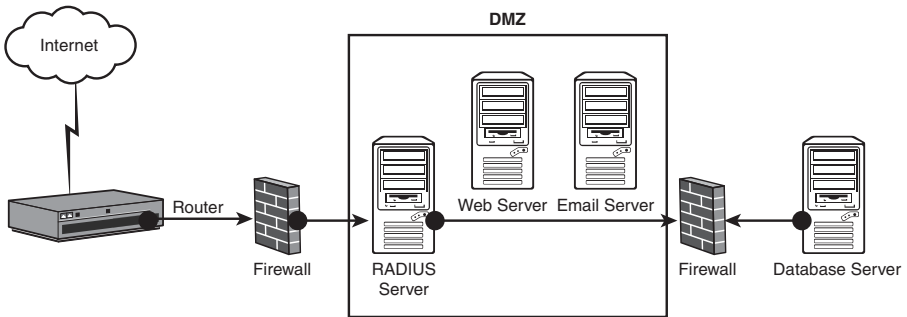 DMZ
Internet
Router
Web Server
Email Server
Firewall
RADIUS
Server
Firewall
Database Server